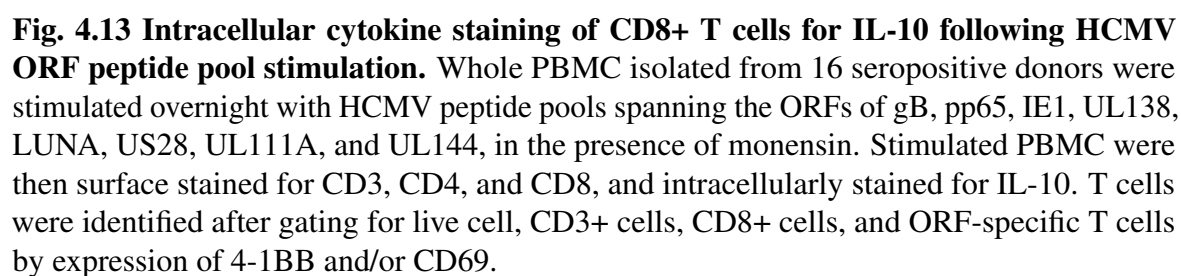 Fig. 4.13 Intracellular cytokine staining of CD8+ T cells for IL-10 following HCMV
ORF peptide pool stimulation. Whole PBMC isolated from 16 seropositive donors were
stimulated overnight with HCMV peptide pools spanning the ORFs of gB, pp65, IE1, UL138,
LUNA, US28, UL111A, and UL144, in the presence of monensin. Stimulated PBMC were
then surface stained for CD3, CD4, and CD8, and intracellularly stained for IL-10. T cells
were identified after gating for live cell, CD3+ cells, CD8+ cells, and ORF-specific T cells
by expression of 4-1BB and/or CD69.